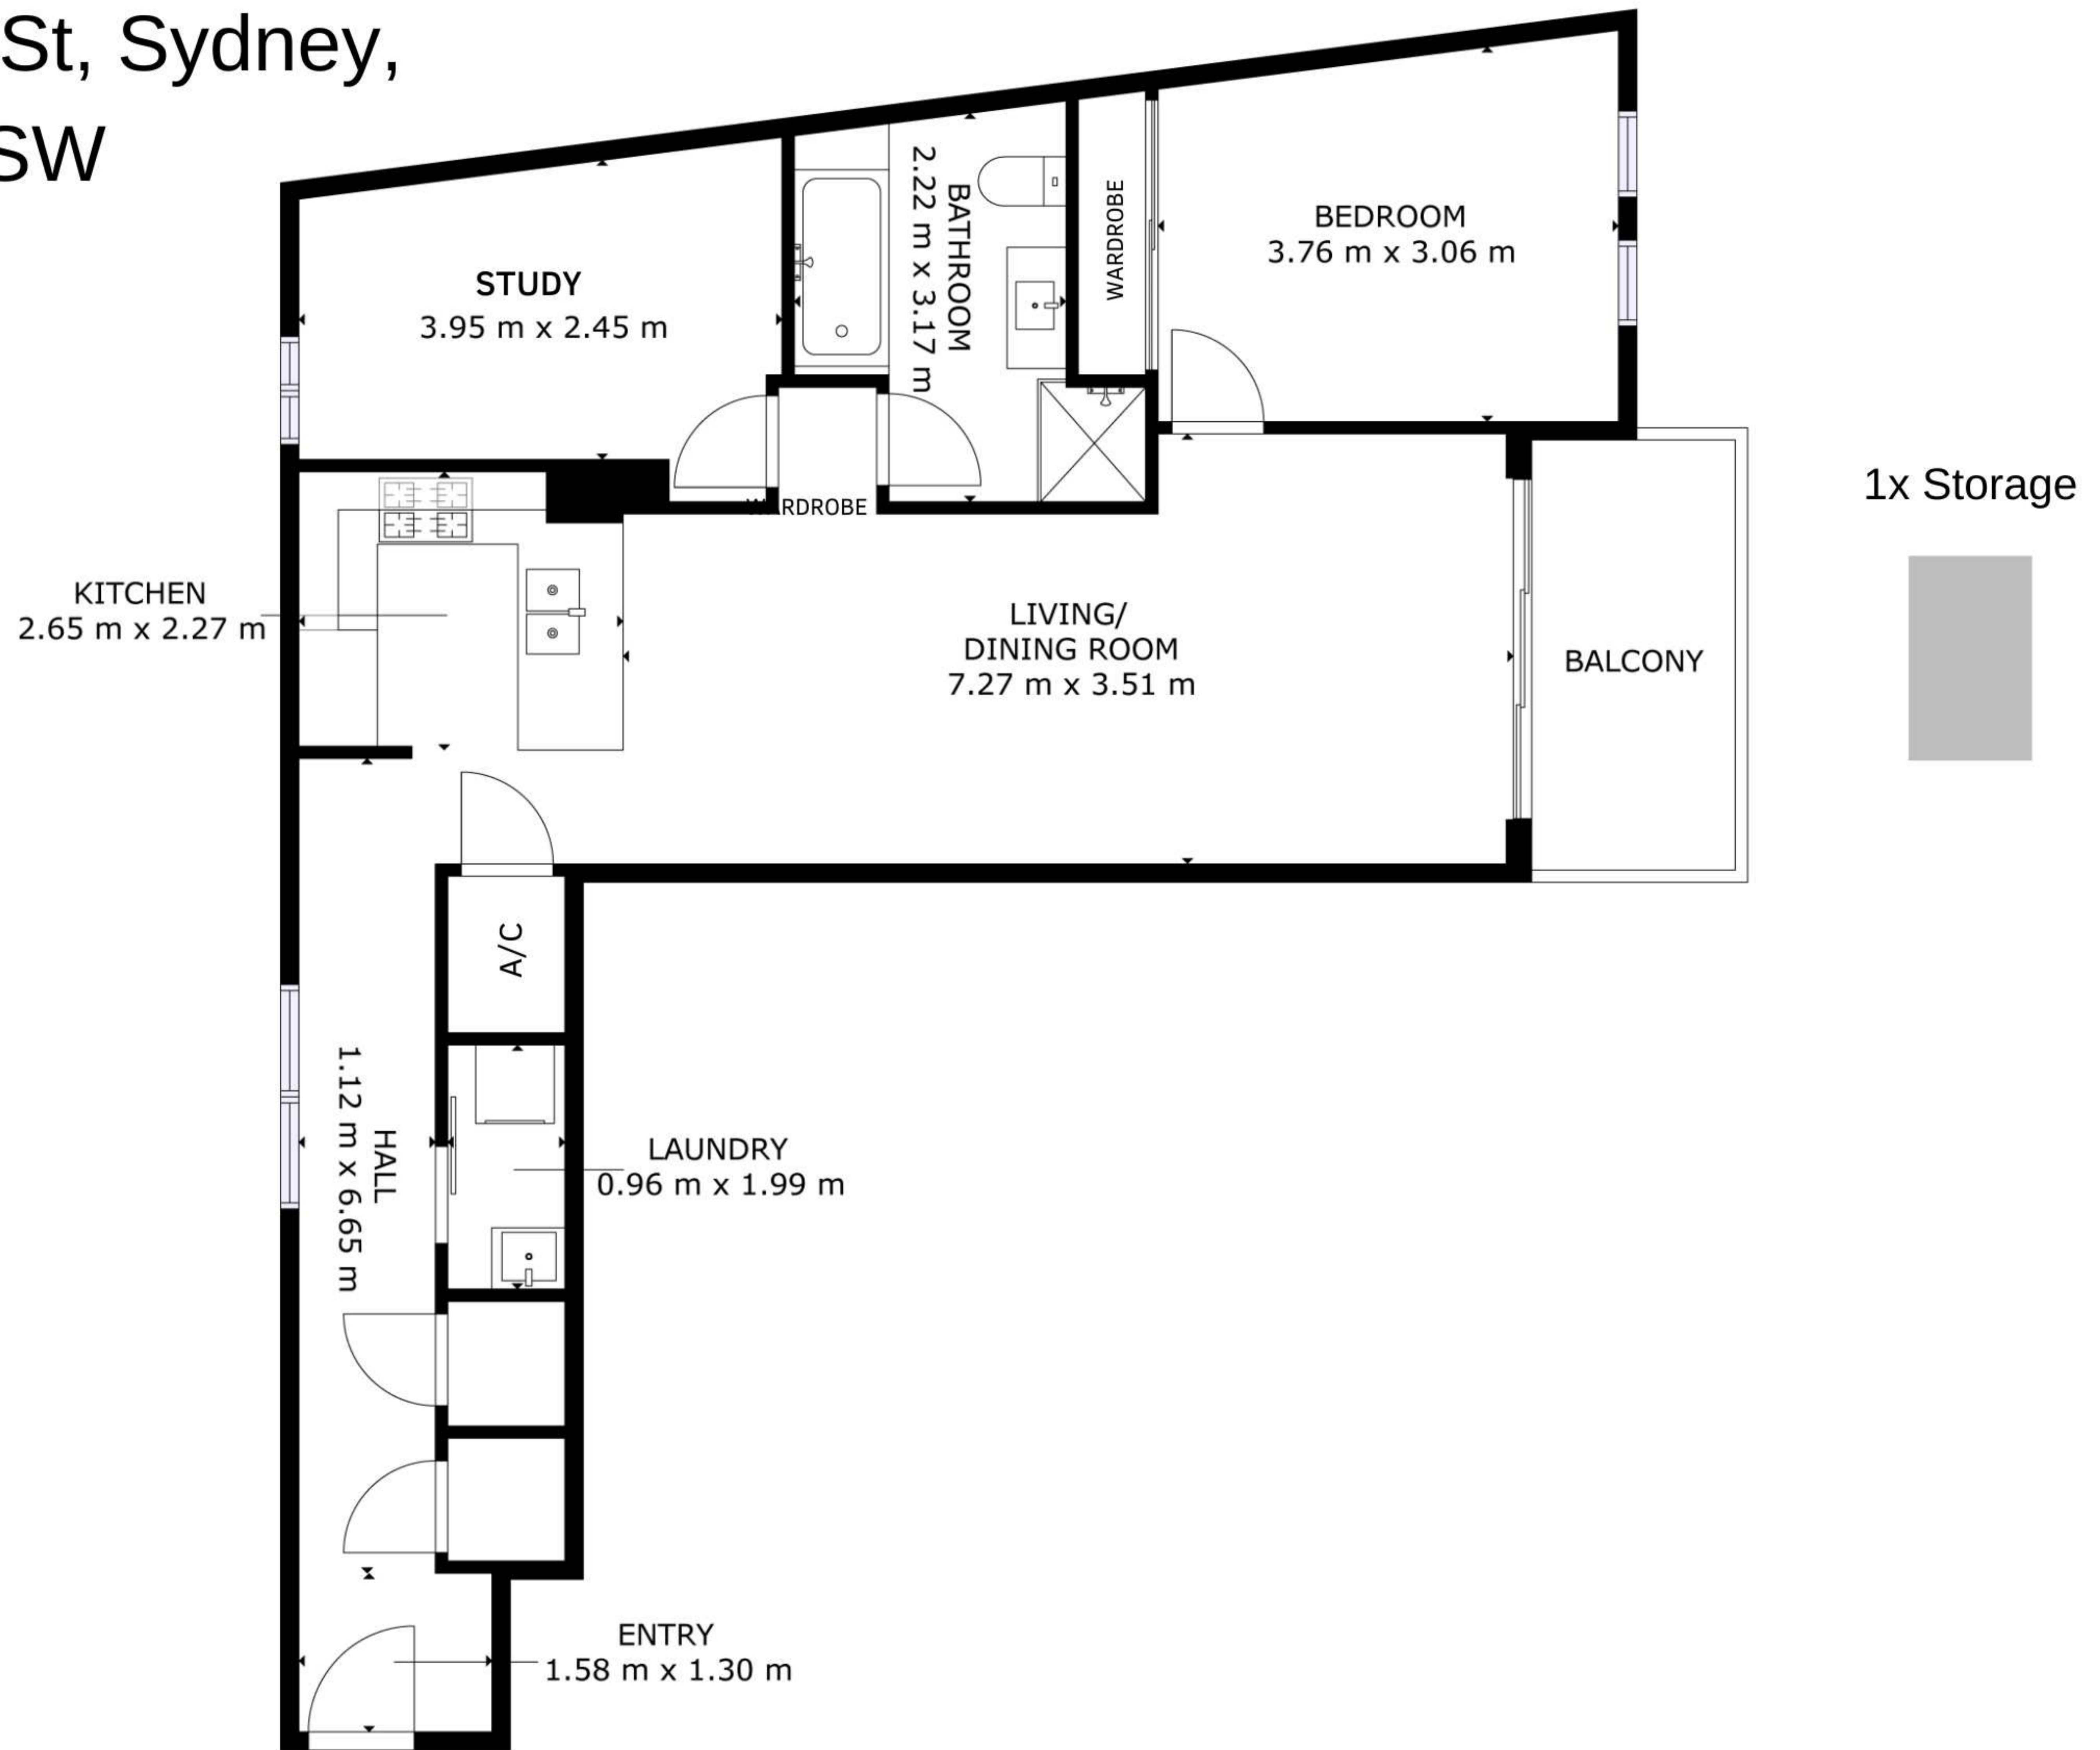 St, Sydney,
SW
STUDY
3.95 m x 2.45 m
BATHROOM
2.22 m x 3.17 m
WARDROBE
BEDROOM
3.76 m x 3.06 m
WARDROBE
1x Storage
KITCHEN
2.65 m x 2.27 m
LIVING/
DINING ROOM
7.27 m x 3.51 m
BALCONY
A/C
HALL
1.12 m x 6.65 m
LAUNDRY
0.96 m x 1.99 m
ENTRY
1.58 m x 1.30 m